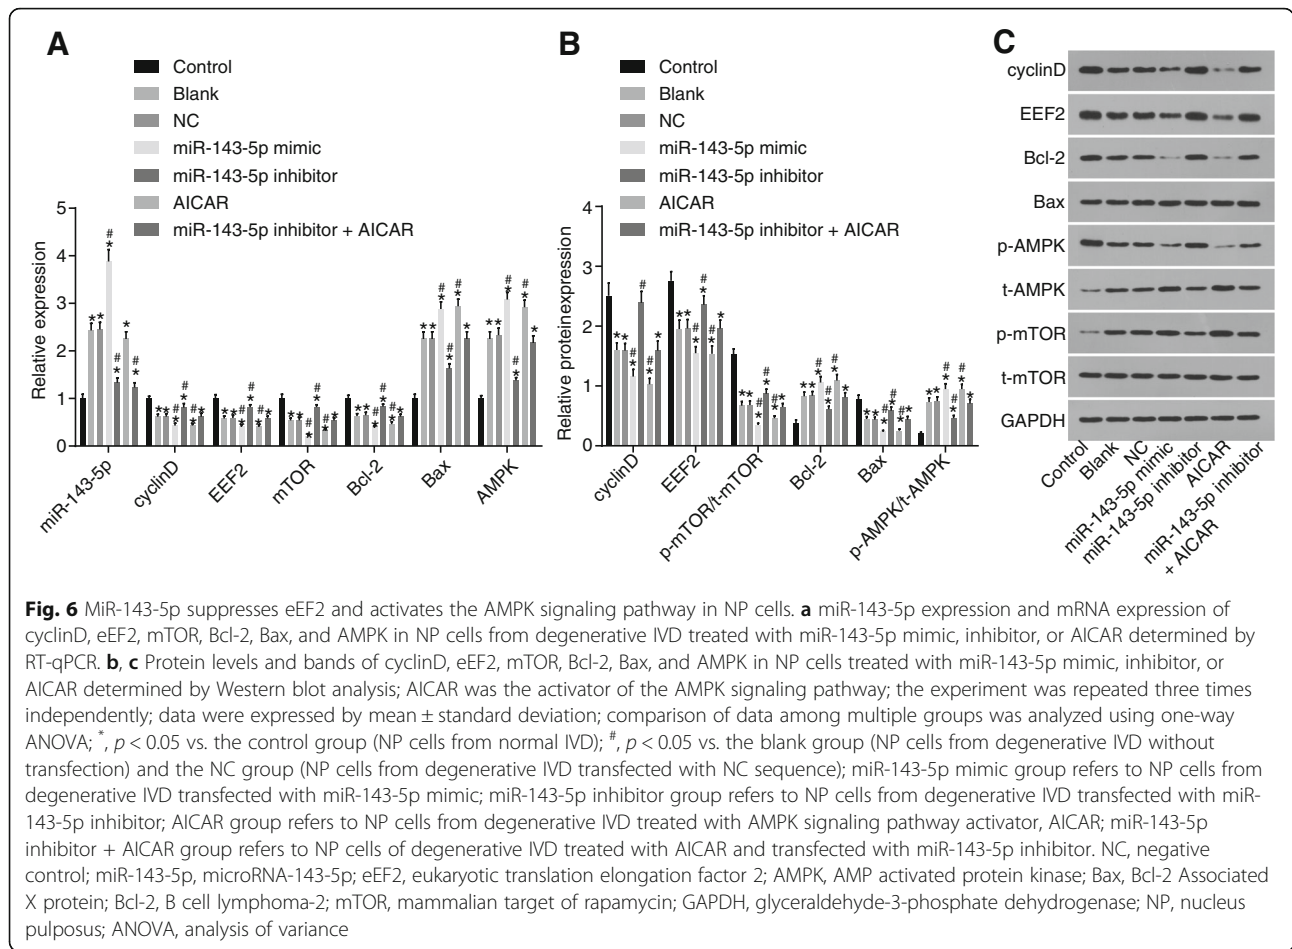 A
Control
Blank
NC
miR-143-5p mimic
miR-143-5p inhibitor
AICAR
miR-143-5p inhibitor + AICAR
Relative expression
5
4
3
2
1
0
miR-143-5p
cyclinD
EEF2
mTOR
Bcl-2
Bax
AMPK
B
Control
Blank
NC
miR-143-5p mimic
miR-143-5p inhibitor
AICAR
miR-143-5p inhibitor + AICAR
Relative proteinexpression
4
3
2
1
0
cyclinD
EEF2
p-mTOR/t-mTOR
Bcl-2
Bax
p-AMPK/t-AMPK
C
cyclinD
EEF2
Bcl-2
Bax
p-AMPK
t-AMPK
p-mTOR
t-mTOR
GAPDH
Control
Blank
NC
miR-143-5p mimic
miR-143-5p inhibitor
AICAR
miR-143-5p inhibitor
+ AICAR
Fig. 6 MiR-143-5p suppresses eEF2 and activates the AMPK signaling pathway in NP cells. a miR-143-5p expression and mRNA expression of
cyclinD, eEF2, mTOR, Bcl-2, Bax, and AMPK in NP cells from degenerative IVD treated with miR-143-5p mimic, inhibitor, or AICAR determined by
RT-qPCR. b, c Protein levels and bands of cyclinD, eEF2, mTOR, Bcl-2, Bax, and AMPK in NP cells treated with miR-143-5p mimic, inhibitor, or
AICAR determined by Western blot analysis; AICAR was the activator of the AMPK signaling pathway; the experiment was repeated three times
independently; data were expressed by mean ± standard deviation; comparison of data among multiple groups was analyzed using one-way
ANOVA; *, p < 0.05 vs. the control group (NP cells from normal IVD); #, p < 0.05 vs. the blank group (NP cells from degenerative IVD without
transfection) and the NC group (NP cells from degenerative IVD transfected with NC sequence); miR-143-5p mimic group refers to NP cells from
degenerative IVD transfected with miR-143-5p mimic; miR-143-5p inhibitor group refers to NP cells from degenerative IVD transfected with miR-
143-5p inhibitor; AICAR group refers to NP cells from degenerative IVD treated with AMPK signaling pathway activator, AICAR; miR-143-5p
inhibitor + AICAR group refers to NP cells of degenerative IVD treated with AICAR and transfected with miR-143-5p inhibitor. NC, negative
control; miR-143-5p, microRNA-143-5p; eEF2, eukaryotic translation elongation factor 2; AMPK, AMP activated protein kinase; Bax, Bcl-2 Associated
X protein; Bcl-2, B cell lymphoma-2; mTOR, mammalian target of rapamycin; GAPDH, glyceraldehyde-3-phosphate dehydrogenase; NP, nucleus
pulposus; ANOVA, analysis of variance